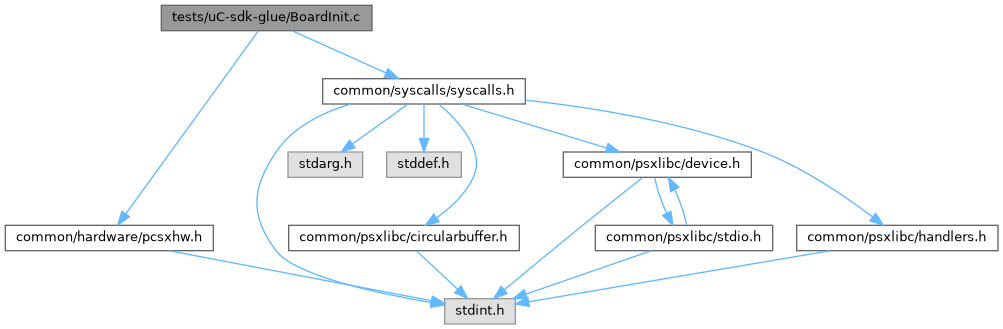 tests/uC-sdk-glue/BoardInit.c
common/syscalls/syscalls.h
stdarg.h
stddef.h
common/psxlibc/device.h
common/hardware/pcsxhw.h
common/psxlibc/circularbuffer.h
common/psxlibc/stdio.h
common/psxlibc/handlers.h
stdint.h